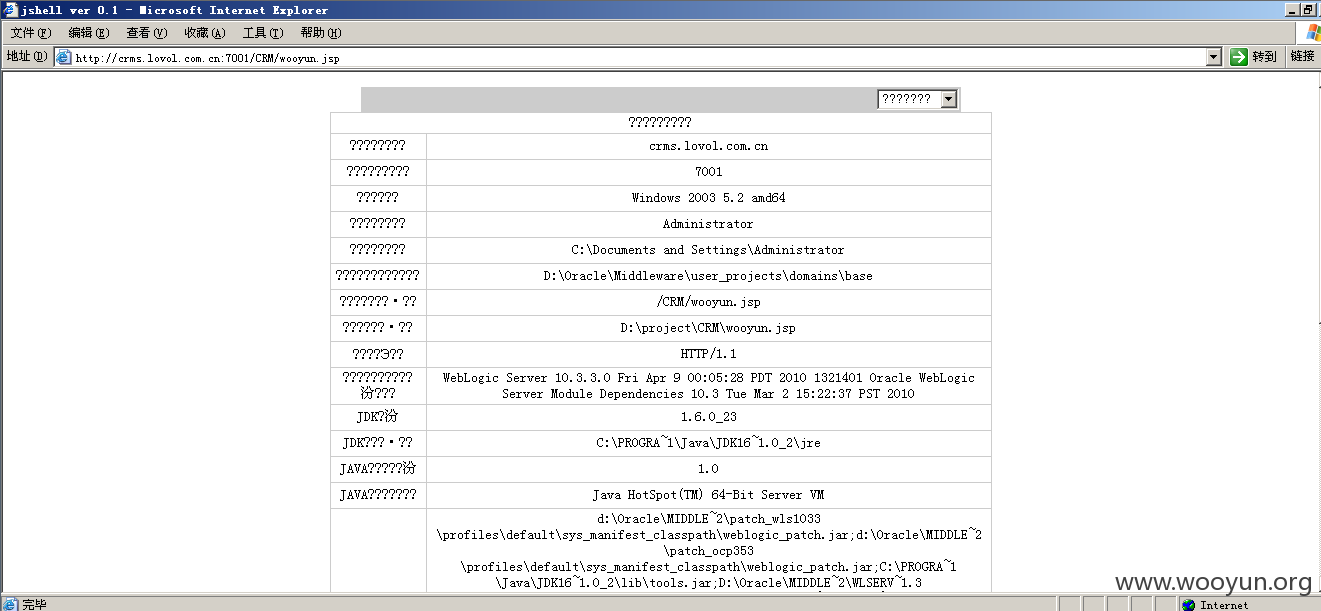 jshell ver 0.1 - Microsoft Internet Explorer
文件(F) 编辑(E) 查看(V) 收藏(A) 工具(T) 帮助(H)
地址(D) http://crms.lovol.com.cn:7001/CRM/wooyun.jsp 转到 链接
???????
?????????
???????? crms.lovol.com.cn
????????? 7001
?????? Windows 2003 5.2 amd64
???????? Administrator
???????? C:\Documents and Settings\Administrator
???????????? D:\Oracle\Middleware\user_projects\domains\base
???????·?? /CRM/wooyun.jsp
??????·?? D:\project\CRM\wooyun.jsp
????Э?? HTTP/1.1
?????????? WebLogic Server 10.3.3.0 Fri Apr 9 00:05:28 PDT 2010 1321401 Oracle WebLogic
汾??? Server Module Dependencies 10.3 Tue Mar 2 15:22:37 PST 2010
JDK?汾 1.6.0_23
JDK???·?? C:\PROGRA~1\Java\JDK16~1.0_2\jre
JAVA?????汾 1.0
JAVA??????? Java HotSpot(TM) 64-Bit Server VM
d:\Oracle\MIDDLE~2\patch_wls1033
\profiles\default\sys_manifest_classpath\weblogic_patch.jar;d:\Oracle\MIDDLE~2
\patch_ocp353
\profiles\default\sys_manifest_classpath\weblogic_patch.jar;C:\PROGRA~1
\Java\JDK16~1.0_2\lib\tools.jar;D:\Oracle\MIDDLE~2\WLSERV~1.3
www.wooyun.org
完毕 Internet